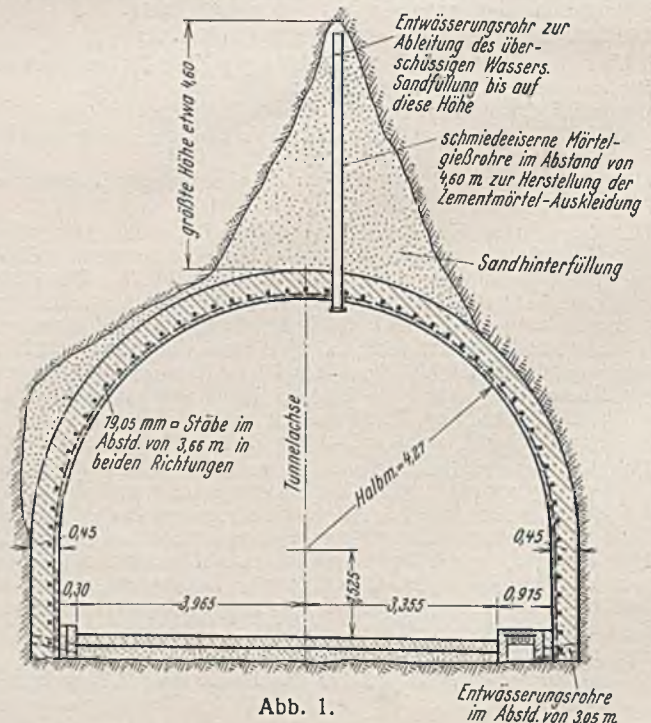 Entwässerungsrohr zur
Ableitung des über-
schüssigen Wassers.
Sandfüllung bis auf
diese Höhe
größte Höhe etwa 4,60
schmiedeeiserne Mörtel-
gießrohre im Abstand von
4,60 m zur Herstellung der
Zementmörtel-Auskleidung
Sandhinterfüllung
19,05 mm □ Stäbe im
Abstd. von 3,66 m in
beiden Richtungen
Tunnelachse
Halbm.=4,27
0,45
0,45
0,30
3,965
1,525
3,355
0,915
Entwässerungsrohre
im Abstd. von 3,05 m.
Abb. 1.